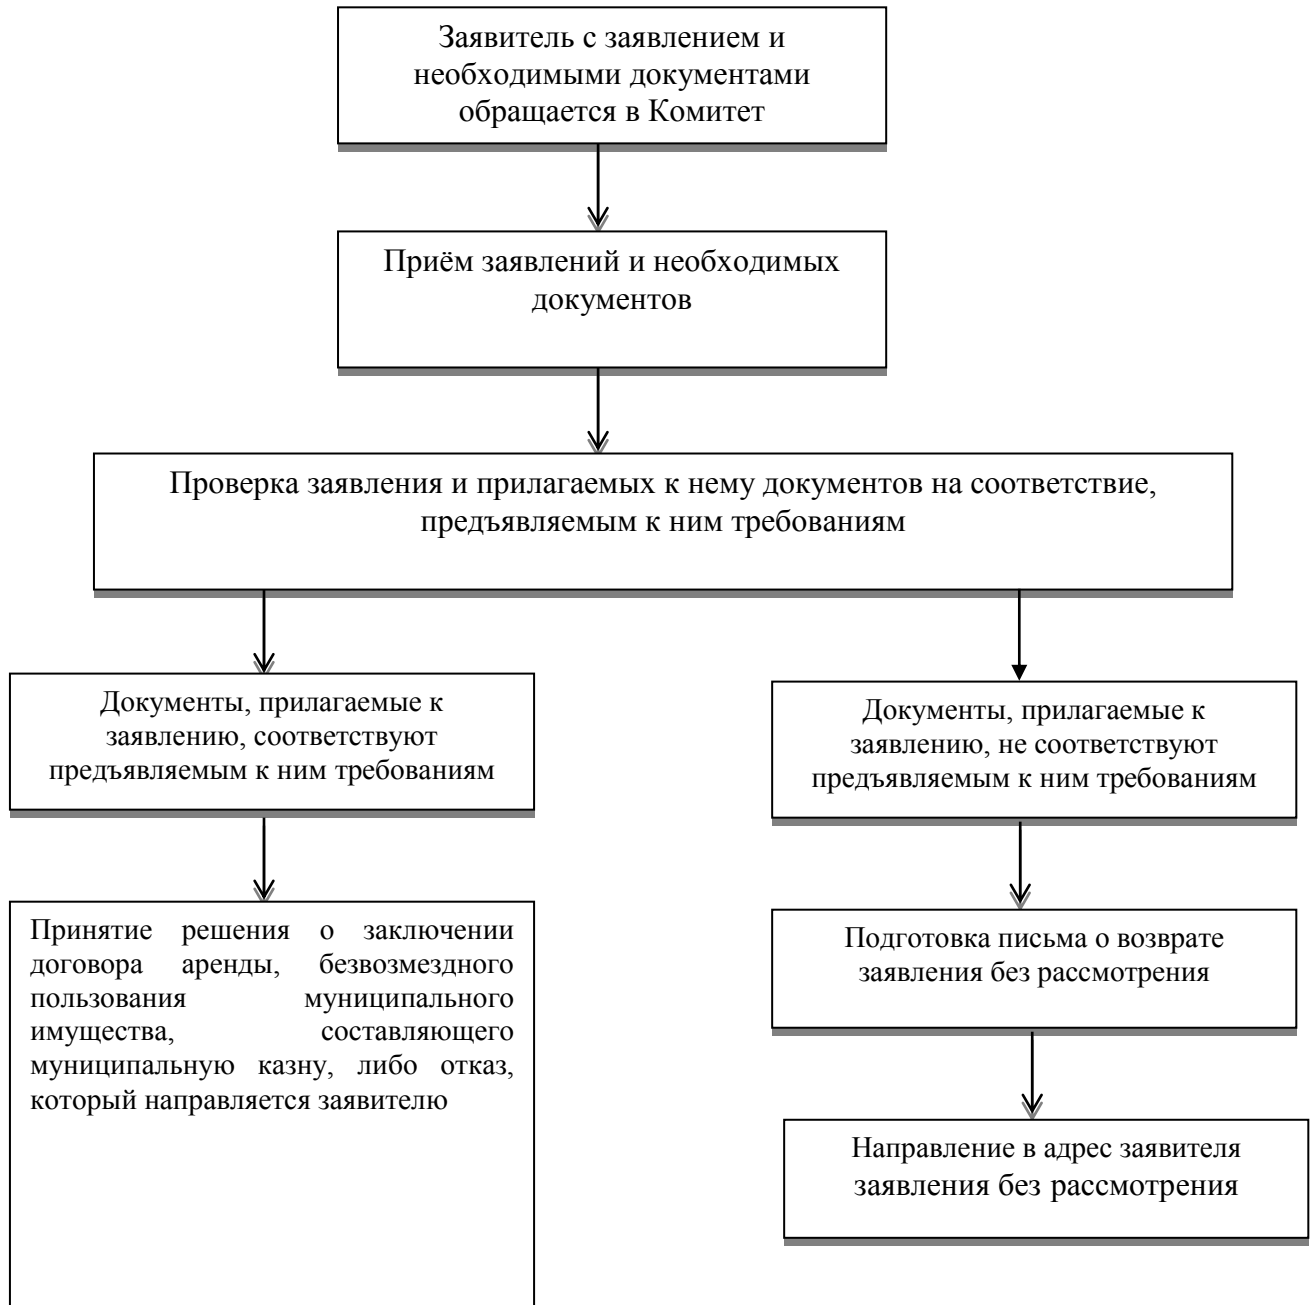 Заявитель с заявлением и
необходимыми документами
обращается в Комитет
Приём заявлений и необходимых
документов
Проверка заявления и прилагаемых к нему документов на соответствие,
предъявляемым к ним требованиям
Документы, прилагаемые к
заявлению, соответствуют
предъявляемым к ним требованиям
Документы, прилагаемые к
заявлению, не соответствуют
предъявляемым к ним требованиям
Принятие решения о заключении
договора аренды, безвозмездного
пользования муниципального
имущества, составляющего
муниципальную казну, либо отказ,
который направляется заявителю
Подготовка письма о возврате
заявления без рассмотрения
Направление в адрес заявителя
заявления без рассмотрения